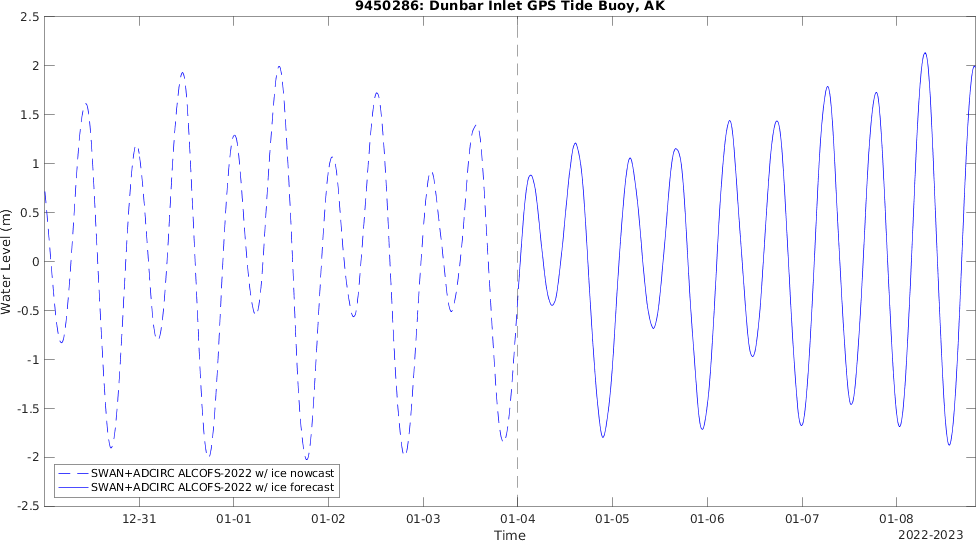 9450286: Dunbar Inlet GPS Tide Buoy, AK
2.5
2
1.5
1
0.5
0
-0.5
-1
-1.5
-2
-2.5
Water Level (m)
SWAN+ADCIRC ALCOFS-2022 w/ ice nowcast
SWAN+ADCIRC ALCOFS-2022 w/ ice forecast
12-31 01-01 01-02 01-03 01-04 01-05 01-06 01-07 01-08
Time
2022-2023